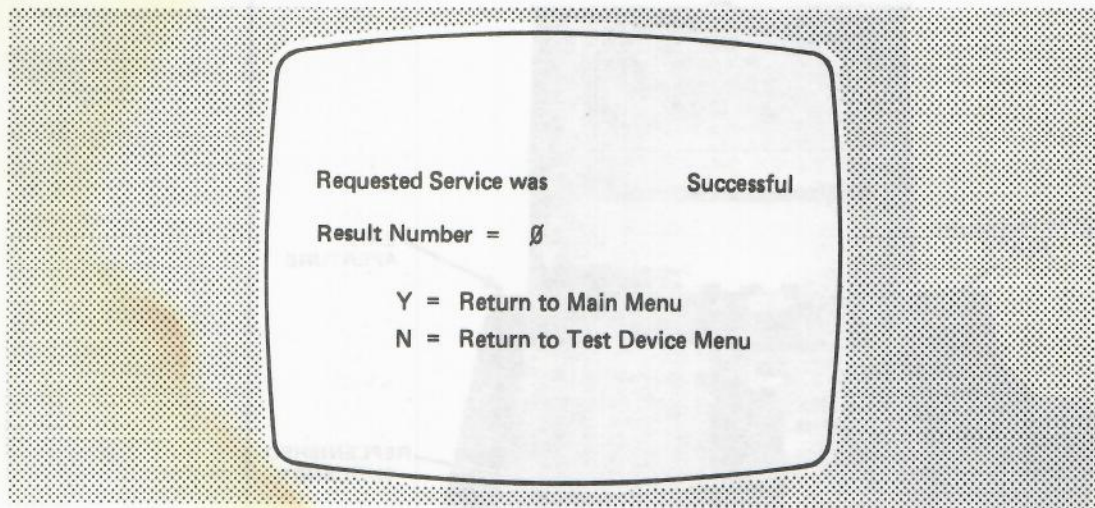 Requested Service was Successful
Result Number = Ø
Y = Return to Main Menu
N = Return to Test Device Menu